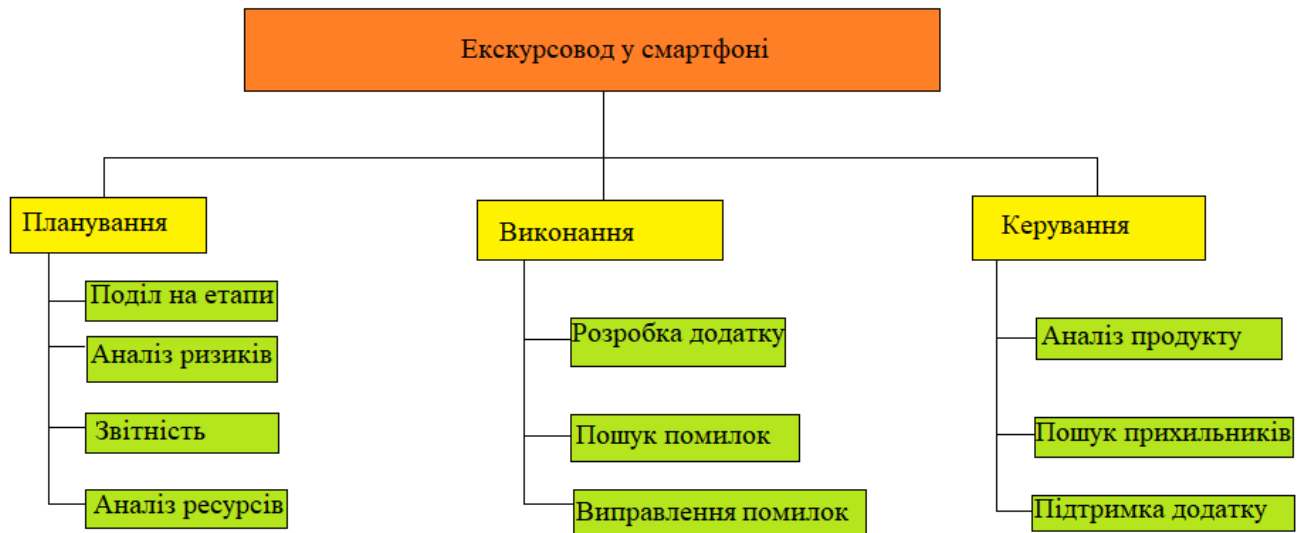 Екскурсовод у смартфоні
Планування
Поділ на етапи
Аналіз ризиків
Звітність
Аналіз ресурсів
Виконання
Розробка додатку
Пошук помилок
Виправлення помилок
Керування
Аналіз продукту
Пошук прихильників
Підтримка додатку